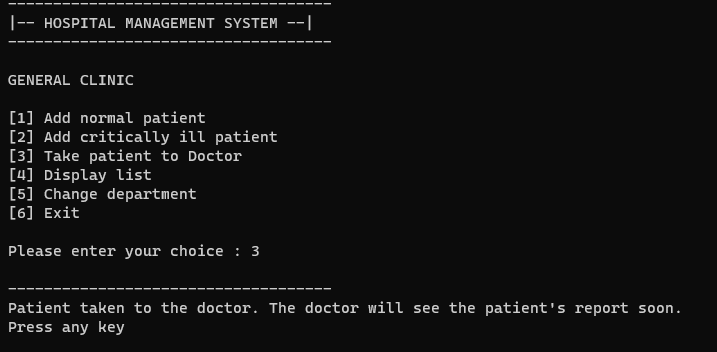 ------------------------------------
|-- HOSPITAL MANAGEMENT SYSTEM --|
------------------------------------
GENERAL CLINIC
[1] Add normal patient
[2] Add critically ill patient
[3] Take patient to Doctor
[4] Display list
[5] Change department
[6] Exit
Please enter your choice : 3
------------------------------------
Patient taken to the doctor. The doctor will see the patient's report soon.
Press any key